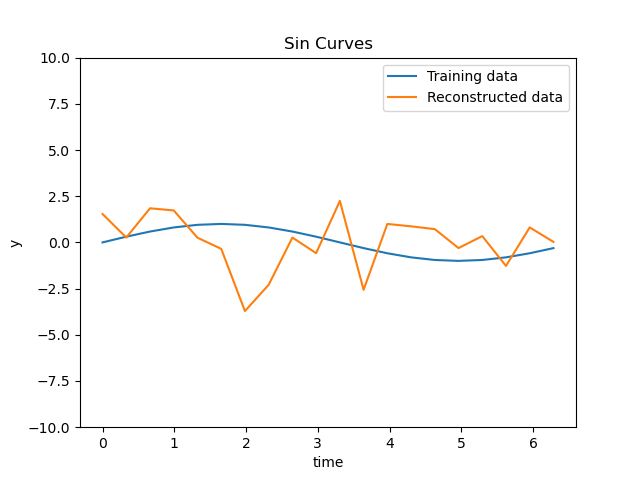 Sin Curves
Training data
Reconstructed data
10.0
7.5
5.0
2.5
0.0
−2.5
−5.0
−7.5
−10.0
y
0 1 2 3 4 5 6
time